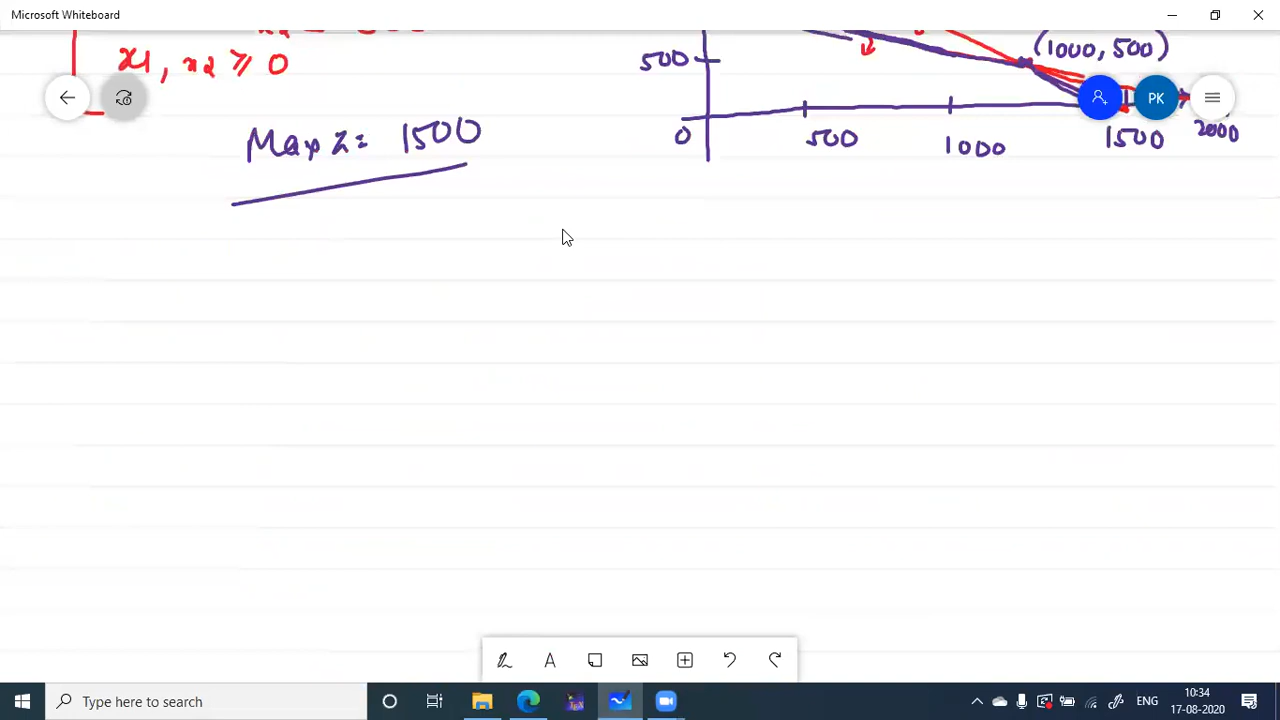 Microsoft Whiteboard
x1, x2 ≥ 0
Max Z = 1500
500
(1000, 500)
0
500
1000
1500
2000
PK
A
Type here to search
ENG
10:34
17-08-2020